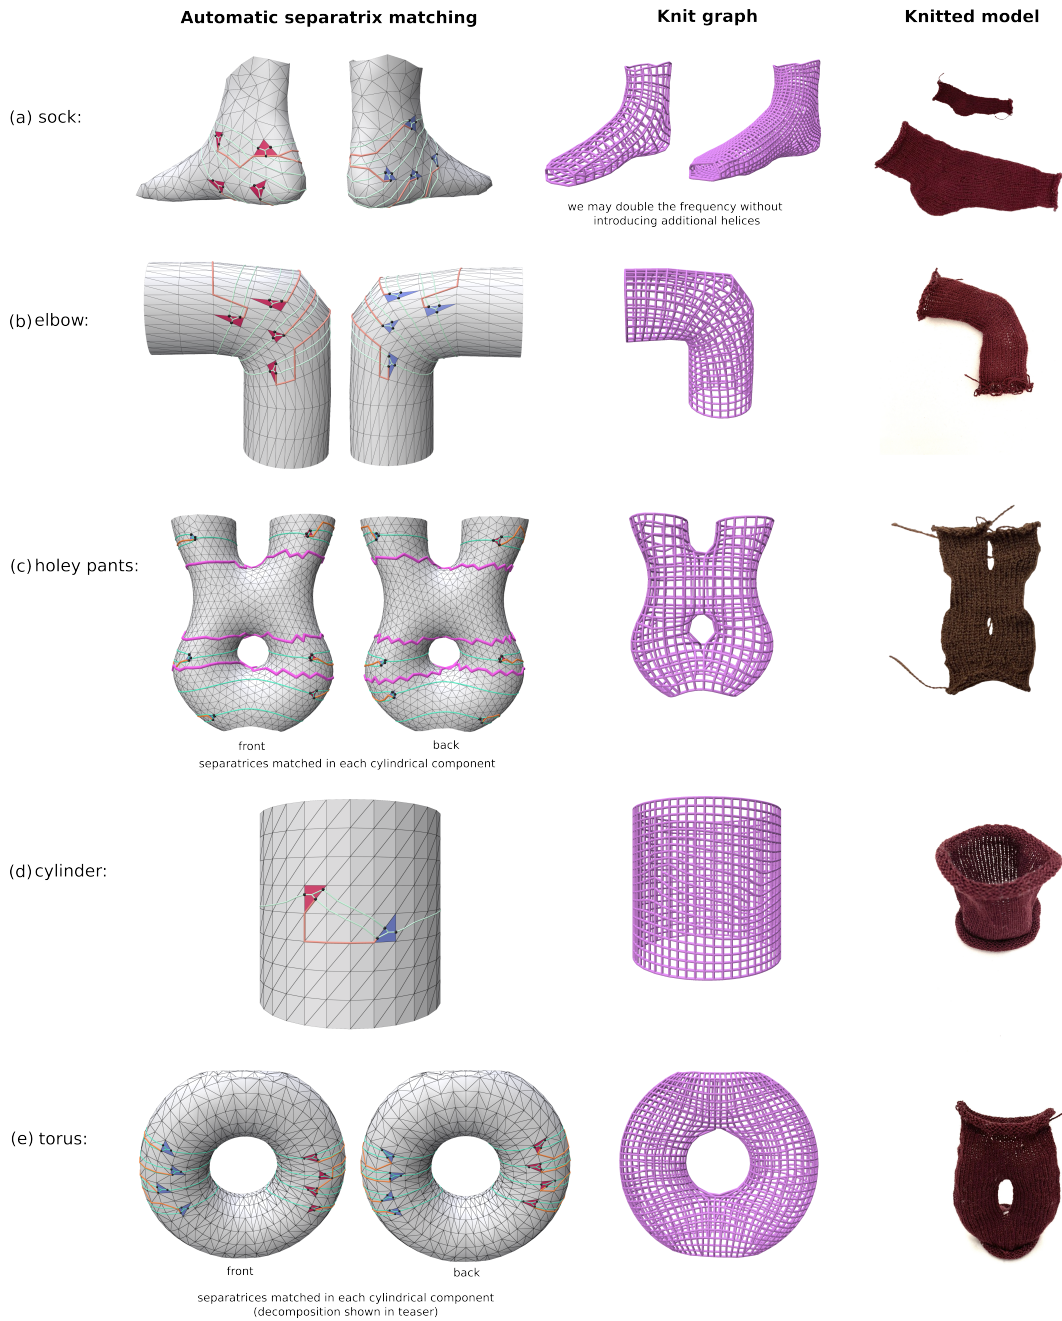 Automatic separatrix matching
Knit graph
Knitted model
(a) sock:
we may double the frequency without
introducing additional helices
(b) elbow:
(c) holey pants:
front
back
separatrices matched in each cylindrical component
(d) cylinder:
(e) torus:
front
back
separatrices matched in each cylindrical component
(decomposition shown in teaser)